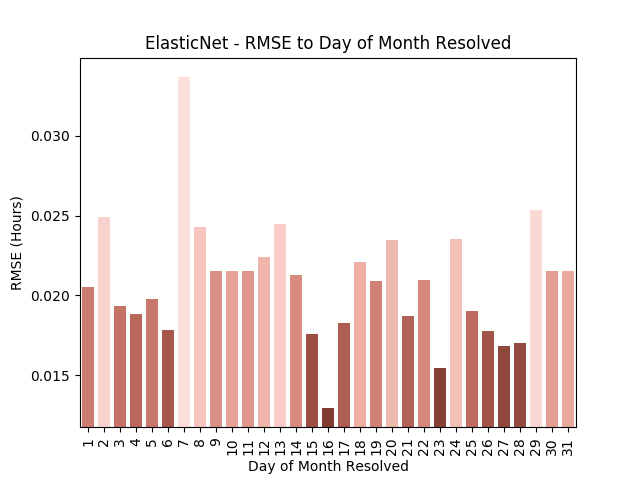 ElasticNet - RMSE to Day of Month Resolved
0.030
0.025
0.020
0.015
RMSE (Hours)
1 2 3 4 5 6 7 8 9 10 11 12 13 14 15 16 17 18 19 20 21 22 23 24 25 26 27 28 29 30 31
Day of Month Resolved